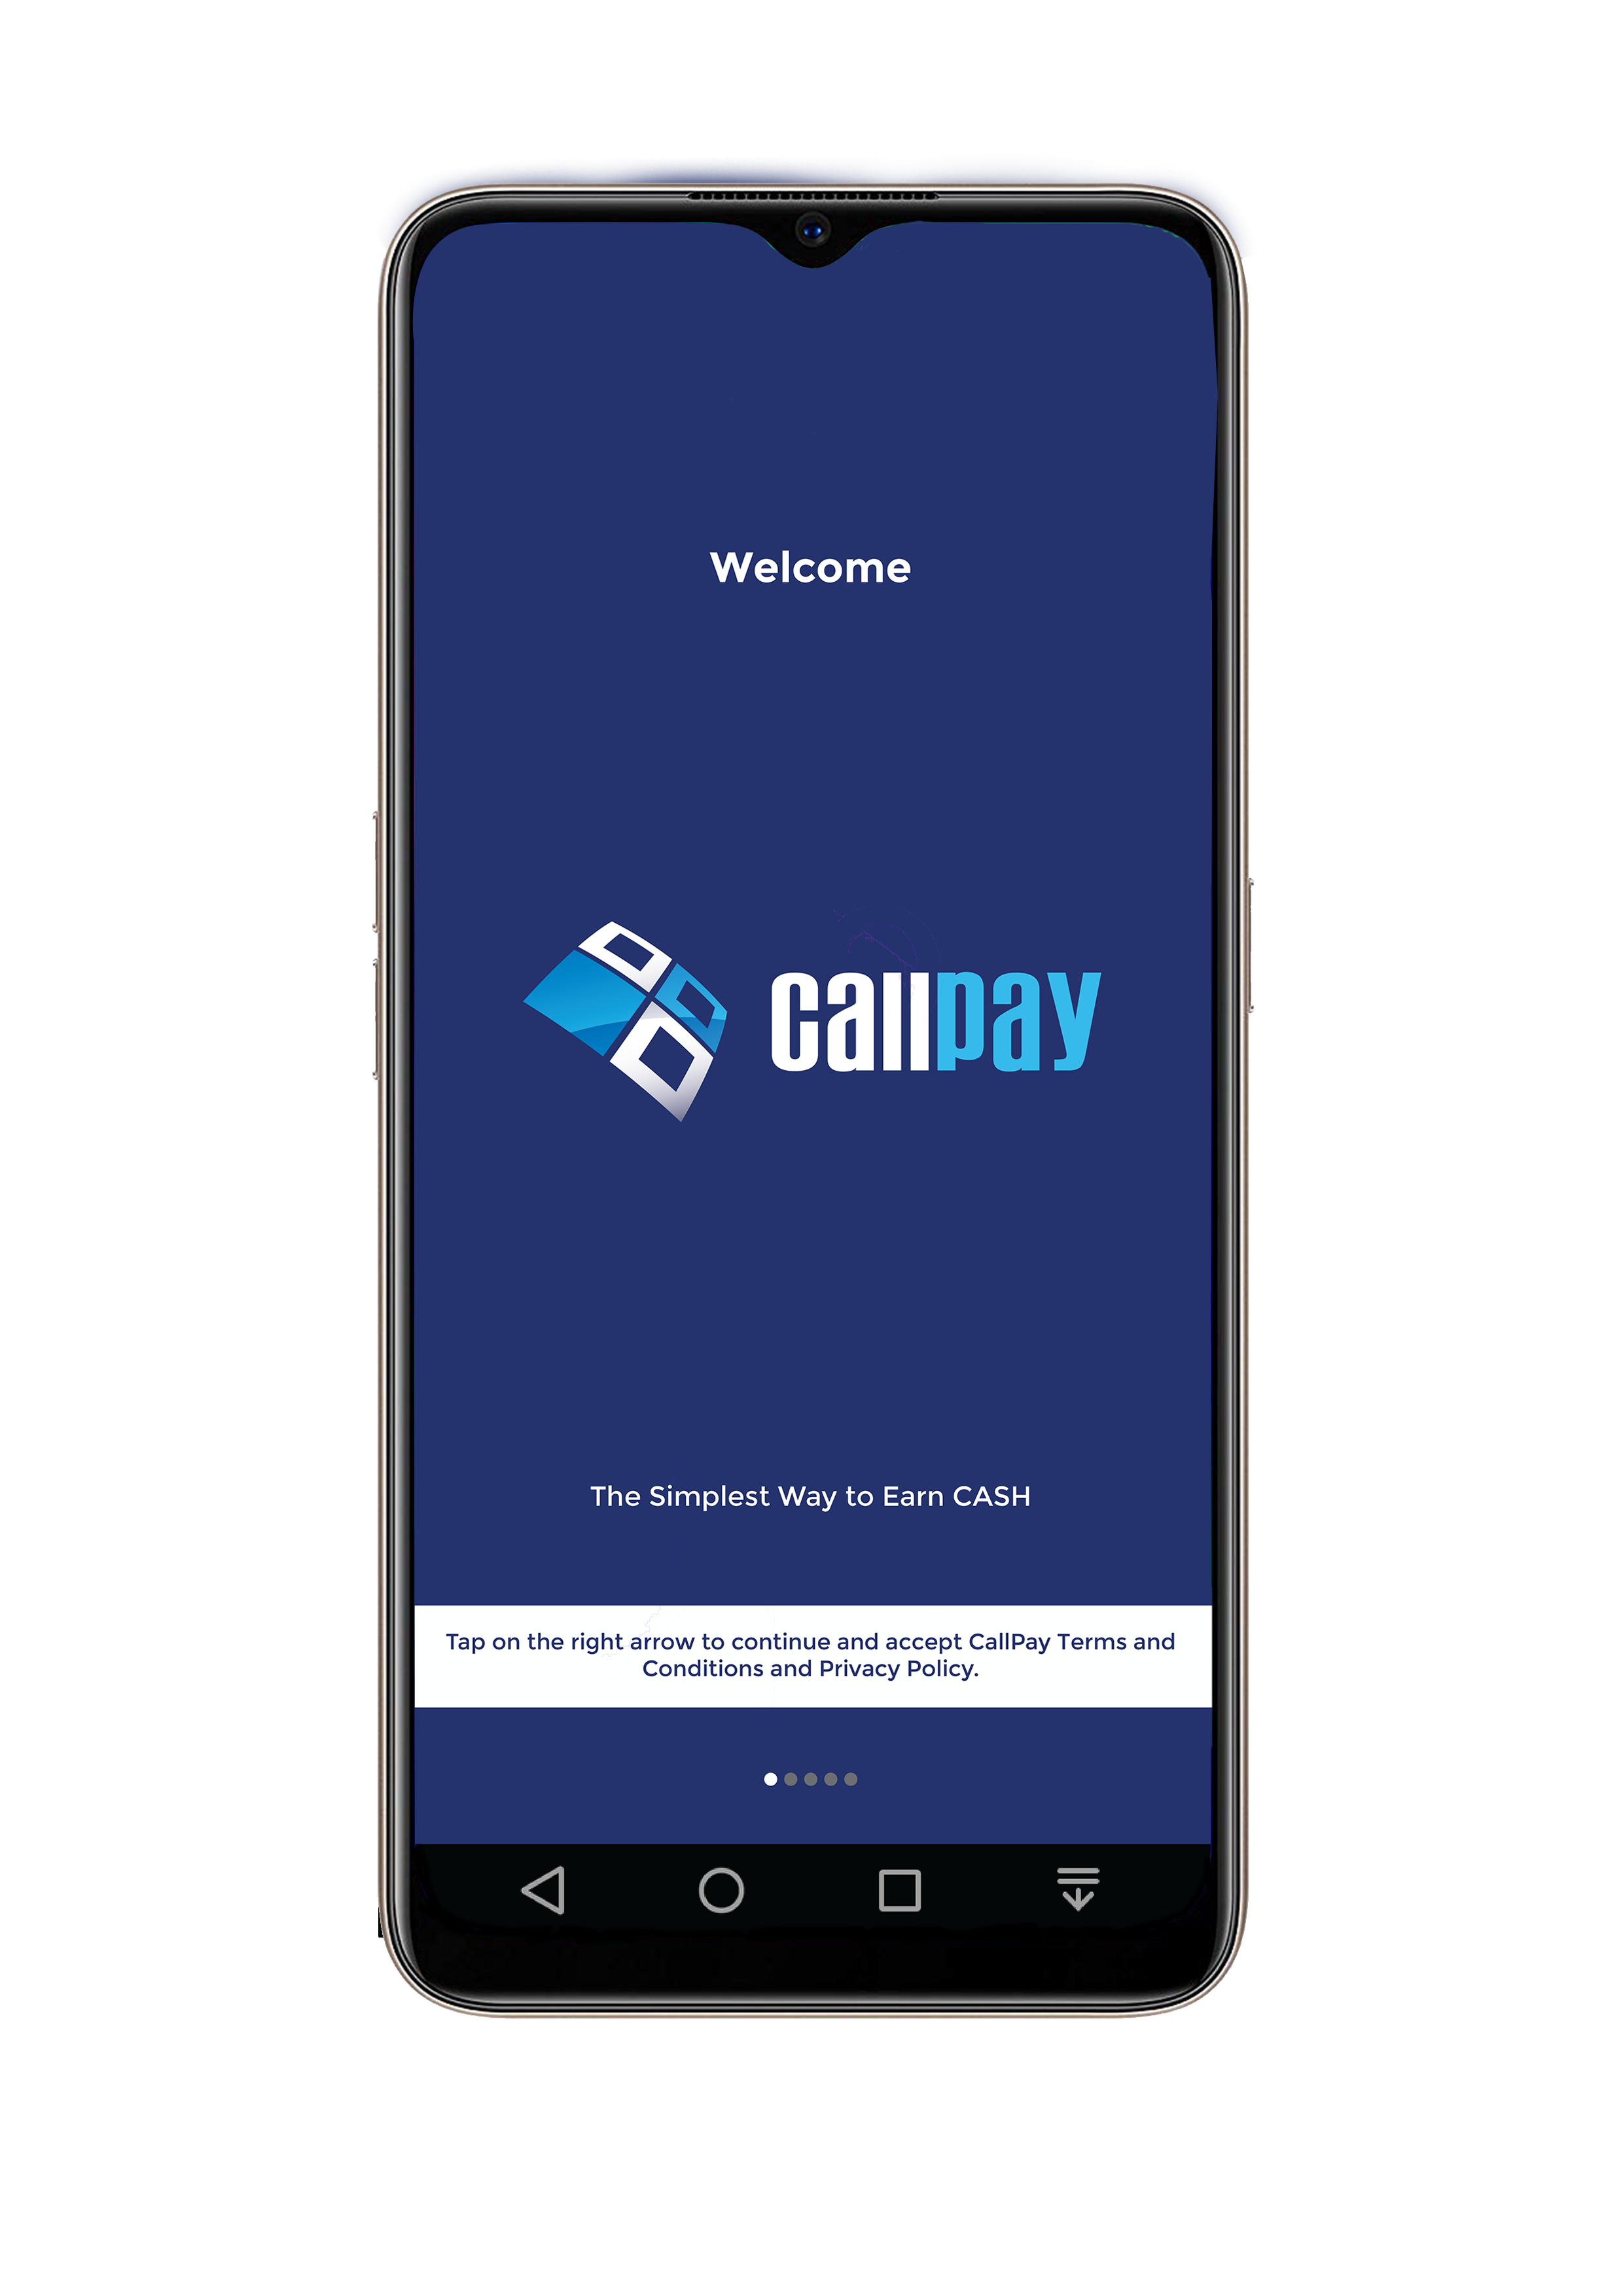 Welcome
callpay
The Simplest Way to Earn CASH
Tap on the right arrow to continue and accept CallPay Terms and
Conditions and Privacy Policy.